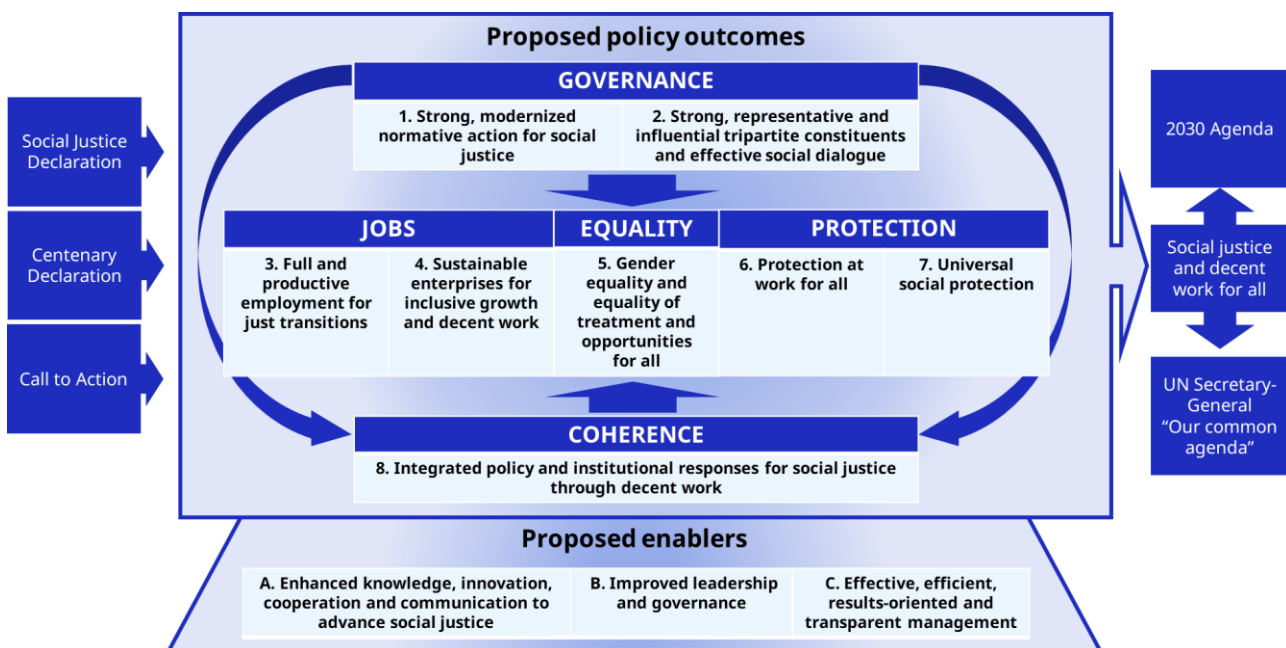 Proposed policy outcomes
GOVERNANCE
1. Strong, modernized
normative action for social
justice
2. Strong, representative and
influential tripartite constituents
and effective social dialogue
Social Justice
Declaration
Centenary
Declaration
Call to Action
JOBS
3. Full and
productive
employment for
just transitions
4. Sustainable
enterprises for
inclusive growth
and decent work
EQUALITY
5. Gender
equality and
equality of
treatment and
opportunities
for all
PROTECTION
6. Protection at
work for all
7. Universal
social protection
COHERENCE
8. Integrated policy and institutional responses for social justice
through decent work
2030 Agenda
Social justice
and decent
work for all
UN Secretary-
General
“Our common
agenda”
Proposed enablers
A. Enhanced knowledge, innovation,
cooperation and communication to
advance social justice
B. Improved leadership
and governance
C. Effective, efficient,
results-oriented and
transparent management